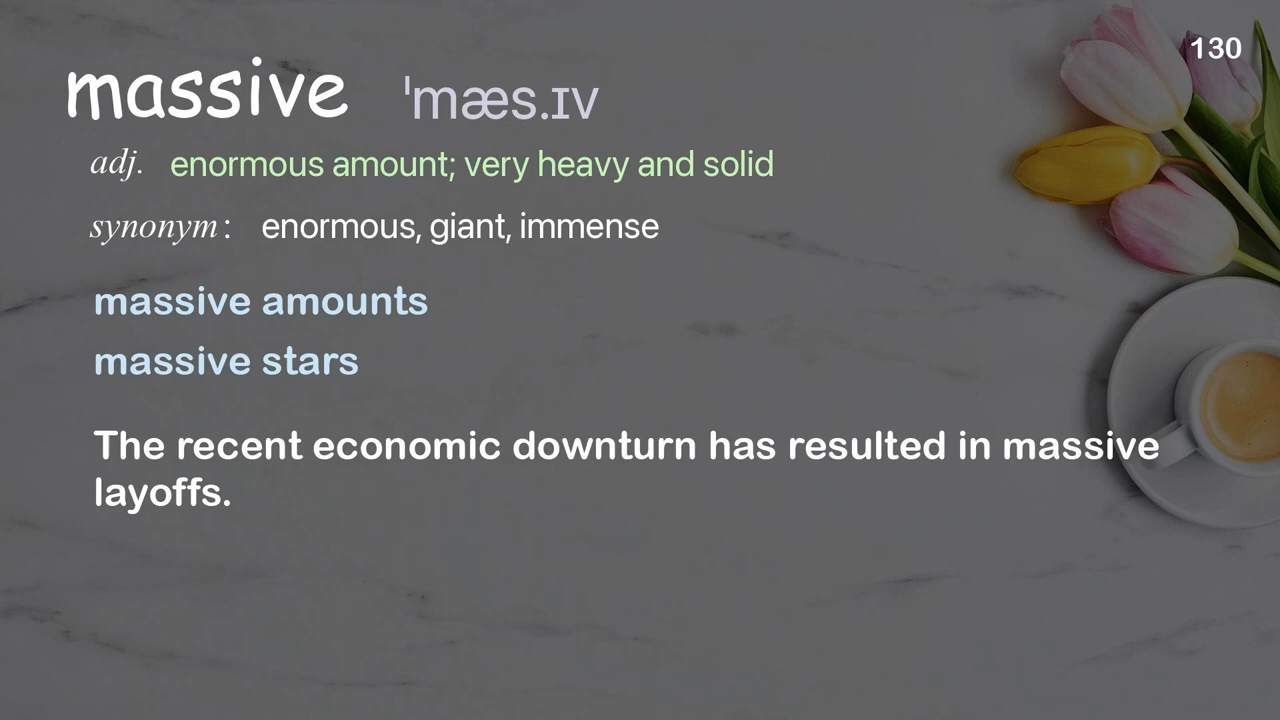 130
massive ˈmæs.ɪv
adj. enormous amount; very heavy and solid
synonym: enormous, giant, immense
massive amounts
massive stars
The recent economic downturn has resulted in massive
layoffs.